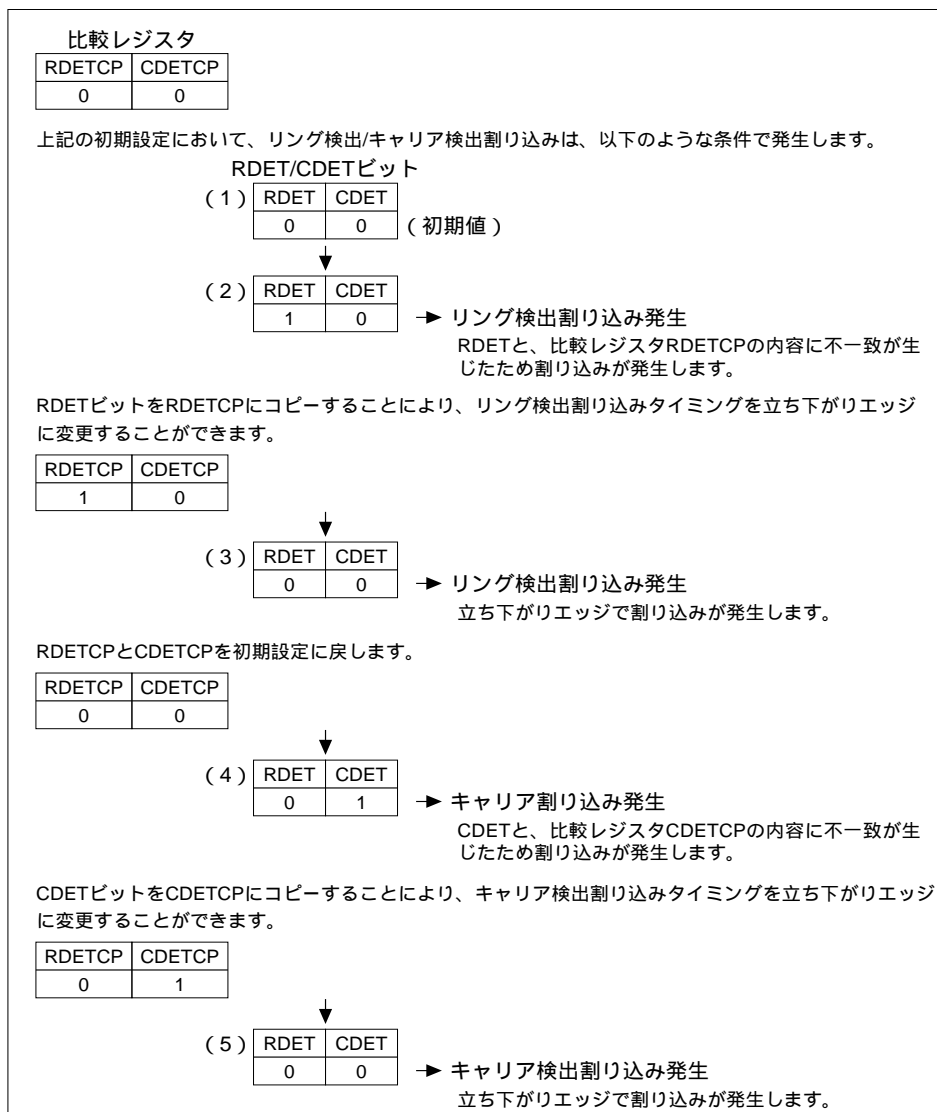 比較レジスタ
RDETCP CDETCP
0 0
上記の初期設定において、リング検出/キャリア検出割り込みは、以下のような条件で発生します。
RDET/CDETビット
（1） RDET CDET
0 0 （初期値）
（2） RDET CDET
1 0 リング検出割り込み発生
RDETと、比較レジスタRDETCPの内容に不一致が生
じたため割り込みが発生します。
RDETビットをRDETCPにコピーすることにより、リング検出割り込みタイミングを立ち下がりエッジ
に変更することができます。
RDETCP CDETCP
1 0
（3） RDET CDET
0 0 リング検出割り込み発生
立ち下がりエッジで割り込みが発生します。
RDETCPとCDETCPを初期設定に戻します。
RDETCP CDETCP
0 0
（4） RDET CDET
0 1 キャリア割り込み発生
CDETと、比較レジスタCDETCPの内容に不一致が生
じたため割り込みが発生します。
CDETビットをCDETCPにコピーすることにより、キャリア検出割り込みタイミングを立ち下がりエッジ
に変更することができます。
RDETCP CDETCP
0 1
（5） RDET CDET
0 0 キャリア検出割り込み発生
立ち下がりエッジで割り込みが発生します。